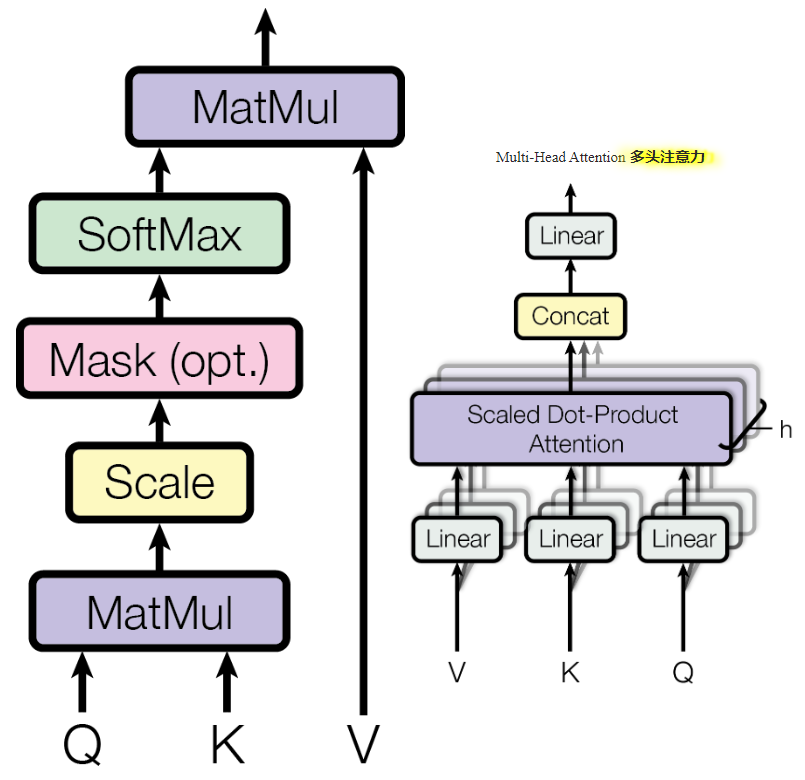 MatMul
SoftMax
Mask (opt.)
Scale
MatMul
Q K V
Multi-Head Attention 多头注意力
Linear
Concat
Scaled Dot-Product
Attention
h
Linear Linear Linear
V K Q